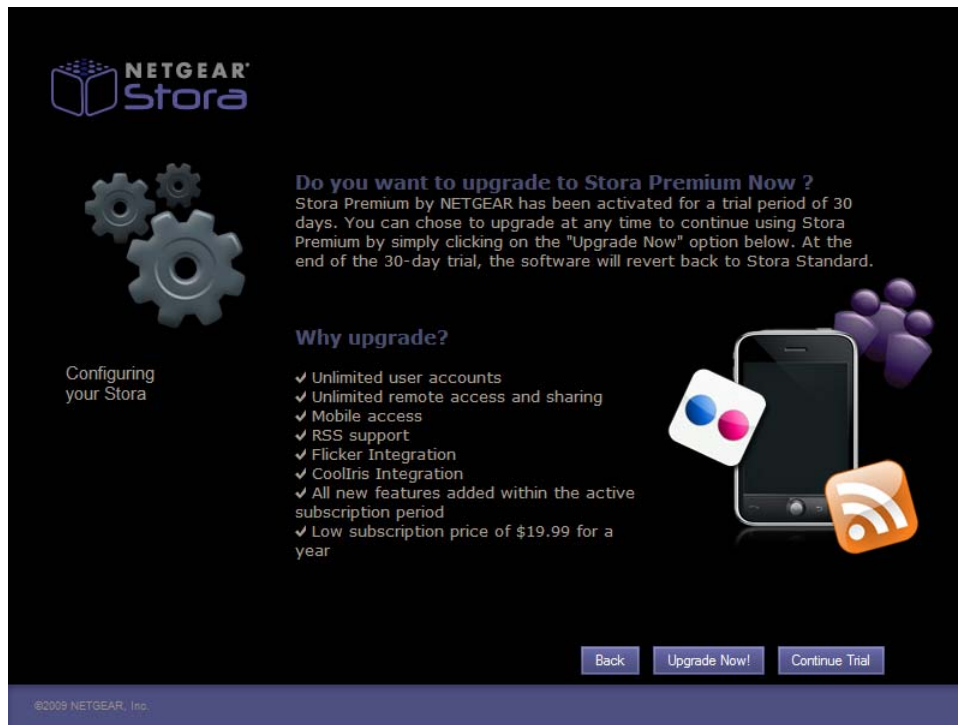 NETGEAR
Stora
Do you want to upgrade to Stora Premium Now ?
Stora Premium by NETGEAR has been activated for a trial period of 30
days. You can chose to upgrade at any time to continue using Stora
Premium by simply clicking on the "Upgrade Now" option below. At the
end of the 30-day trial, the software will revert back to Stora Standard.
Configuring
your Stora
Why upgrade?
✓ Unlimited user accounts
✓ Unlimited remote access and sharing
✓ Mobile access
✓ RSS support
✓ Flicker Integration
✓ CoolIris Integration
✓ All new features added within the active
subscription period
✓ Low subscription price of $19.99 for a
year
Back
Upgrade Now!
Continue Trial
©2009 NETGEAR, Inc.